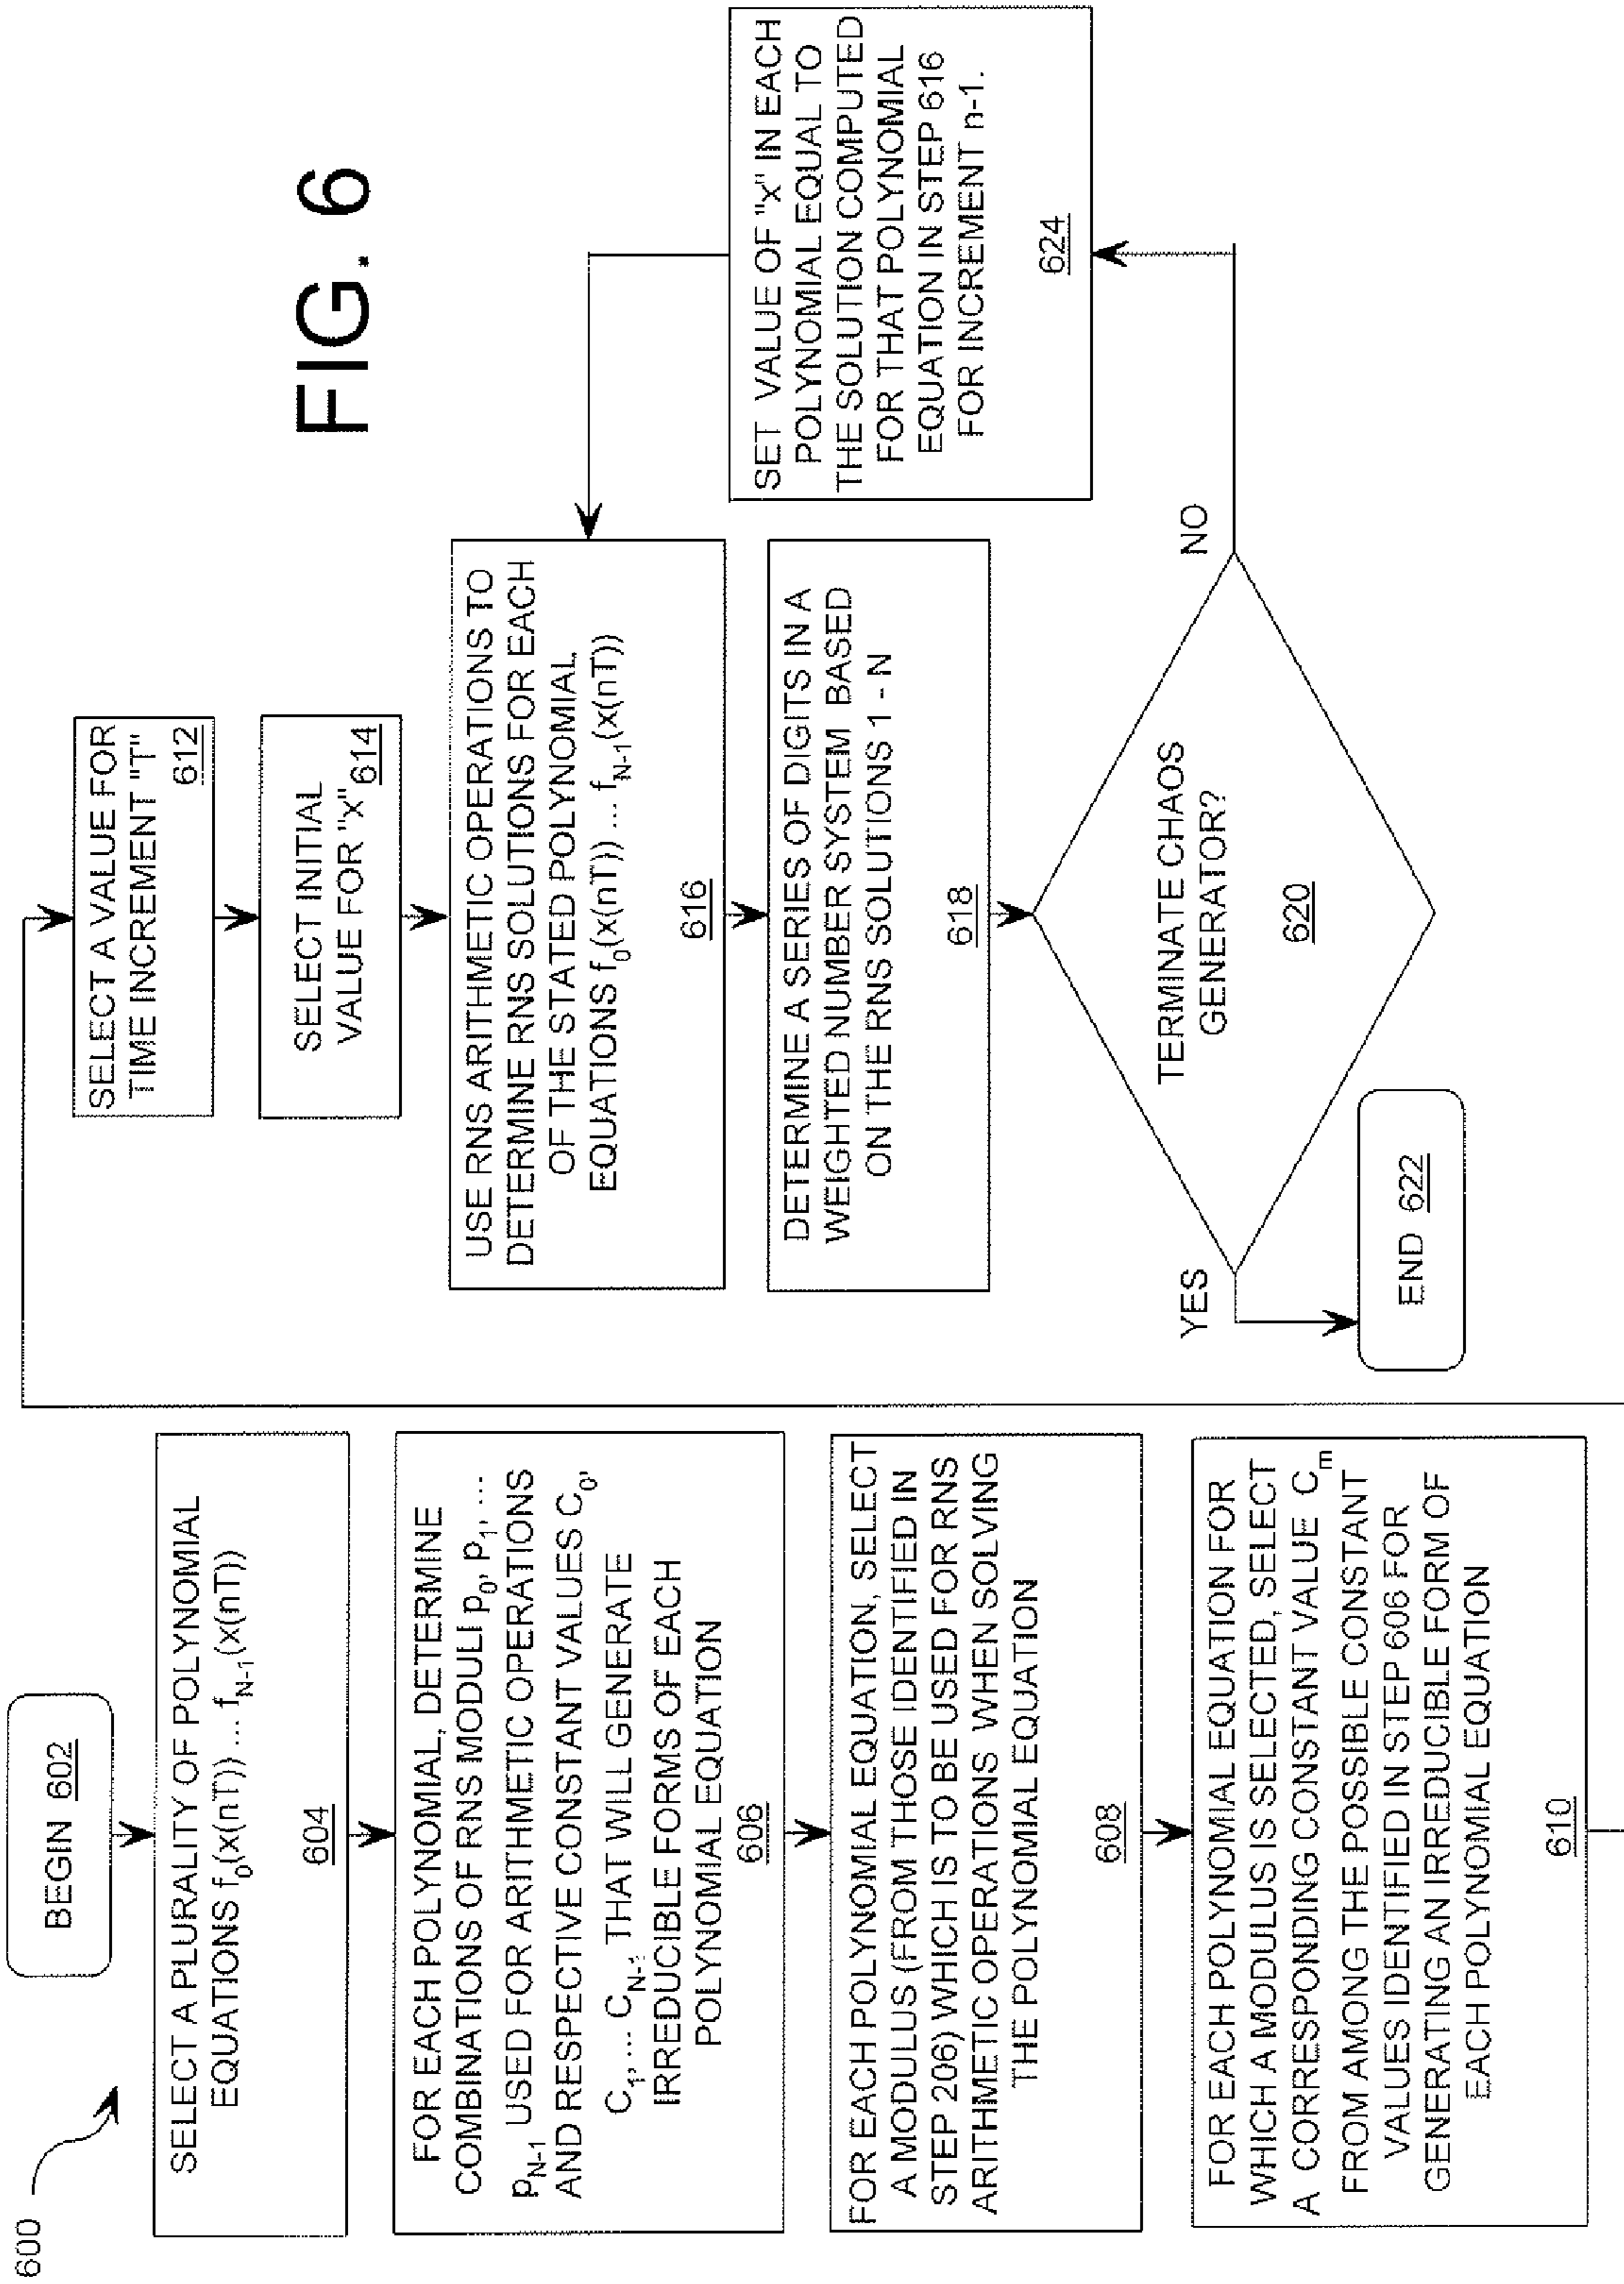 FIG. 6
600
BEGIN 602
SELECT A PLURALITY OF POLYNOMIAL
EQUATIONS f₀(x(nT)) ... f_N-1(x(nT))
604
FOR EACH POLYNOMIAL, DETERMINE
COMBINATIONS OF RNS MODULI p₀, p₁, ...
p_N-1 USED FOR ARITHMETIC OPERATIONS
AND RESPECTIVE CONSTANT VALUES C₀,
C₁, ... C_N-1 THAT WILL GENERATE
IRREDUCIBLE FORMS OF EACH
POLYNOMIAL EQUATION
606
FOR EACH POLYNOMIAL EQUATION, SELECT
A MODULUS (FROM THOSE IDENTIFIED IN
STEP 206) WHICH IS TO BE USED FOR RNS
ARITHMETIC OPERATIONS WHEN SOLVING
THE POLYNOMIAL EQUATION
608
FOR EACH POLYNOMIAL EQUATION FOR
WHICH A MODULUS IS SELECTED, SELECT
A CORRESPONDING CONSTANT VALUE C_m
FROM AMONG THE POSSIBLE CONSTANT
VALUES IDENTIFIED IN STEP 606 FOR
GENERATING AN IRREDUCIBLE FORM OF
EACH POLYNOMIAL EQUATION
610
SELECT A VALUE FOR
TIME INCREMENT "T"
612
SELECT INITIAL
VALUE FOR "x"
614
USE RNS ARITHMETIC OPERATIONS TO
DETERMINE RNS SOLUTIONS FOR EACH
OF THE STATED POLYNOMIAL
EQUATIONS f₀(x(nT)) ... f_N-1(x(nT))
616
DETERMINE A SERIES OF DIGITS IN A
WEIGHTED NUMBER SYSTEM BASED
ON THE RNS SOLUTIONS 1 - N
618
TERMINATE CHAOS
GENERATOR?
620
YES
NO
END 622
SET VALUE OF "x" IN EACH
POLYNOMIAL EQUAL TO
THE SOLUTION COMPUTED
FOR THAT POLYNOMIAL
EQUATION IN STEP 616
FOR INCREMENT n-1.
624